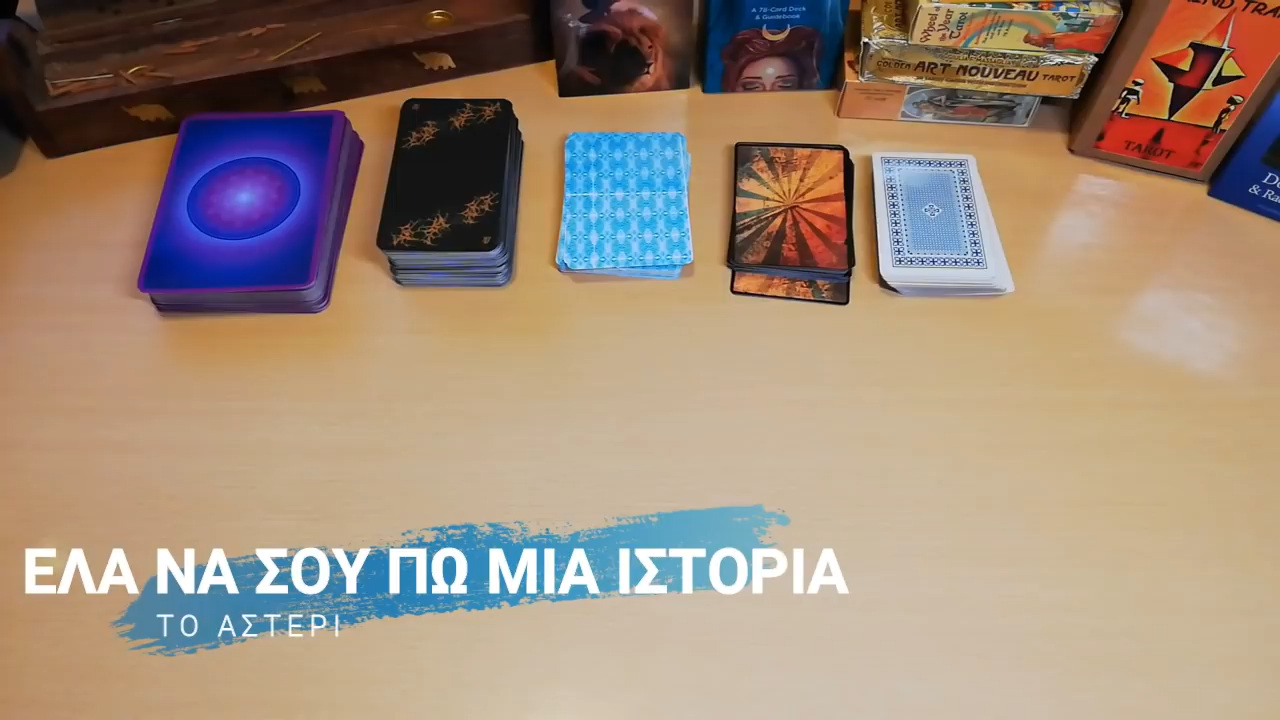 A 78-Card Deck
& Guidebook
Wheel
of the Year
Tarot
GOLDEN ART NOUVEAU TAROT
TAROT
ΕΛΑ ΝΑ ΣΟΥ ΠΩ ΜΙΑ ΙΣΤΟΡΙΑ
ΤΟ ΑΣΤΕΡΙ